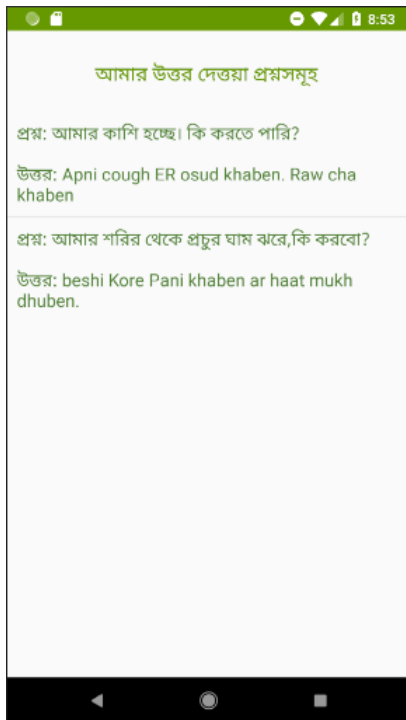 8:53
আমার উত্তর দেত্তয়া প্রশ্নসমূহ
প্রশ্ন: আমার কাশি হচ্ছে। কি করতে পারি?
উত্তর: Apni cough ER osud khaben. Raw cha
khaben
প্রশ্ন: আমার শরির থেকে প্রচুর ঘাম ঝরে,কি করবো?
উত্তর: beshi Kore Pani khaben ar haat mukh
dhuben.